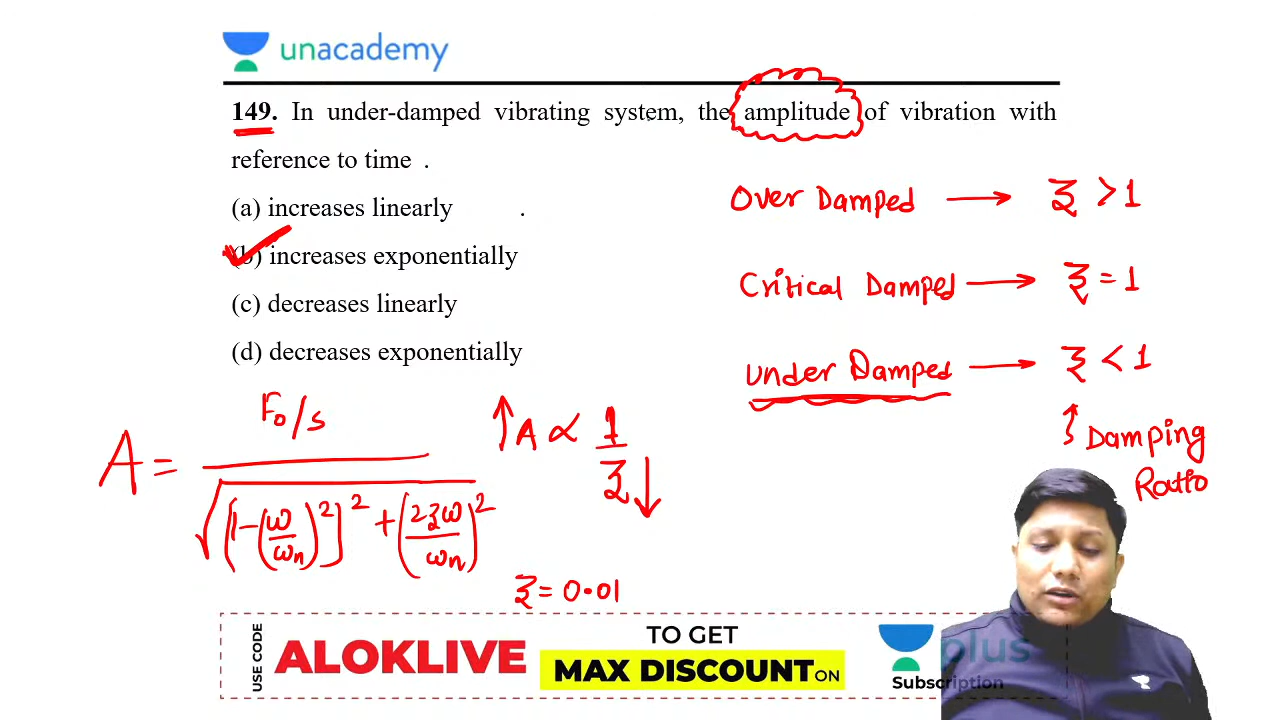 unacademy
149. In under-damped vibrating system, the amplitude of vibration with
reference to time .
(a) increases linearly .
(b) increases exponentially
(c) decreases linearly
(d) decreases exponentially
Over Damped → ξ > 1
Critical Damped → ξ = 1
Under Damped → ξ < 1
Damping
Ratio
A = F₀/s / √([1-(ω/ωn)²]² + (2ξω/ωn)²)
↑A ∝ 1/ξ↓
ξ = 0.01
USE CODE
ALOKLIVE
TO GET
MAX DISCOUNT ON
plus
Subscription